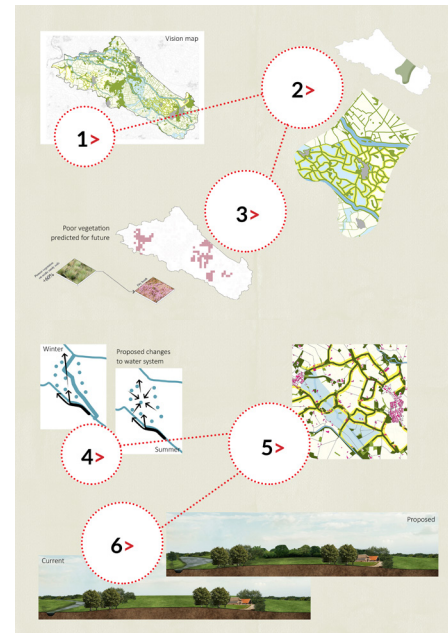 Vision map
1>
2>
3>
Poor vegetation
predicted for future
Winter
Proposed changes
to water system
Summer
4>
5>
6>
Proposed
Current